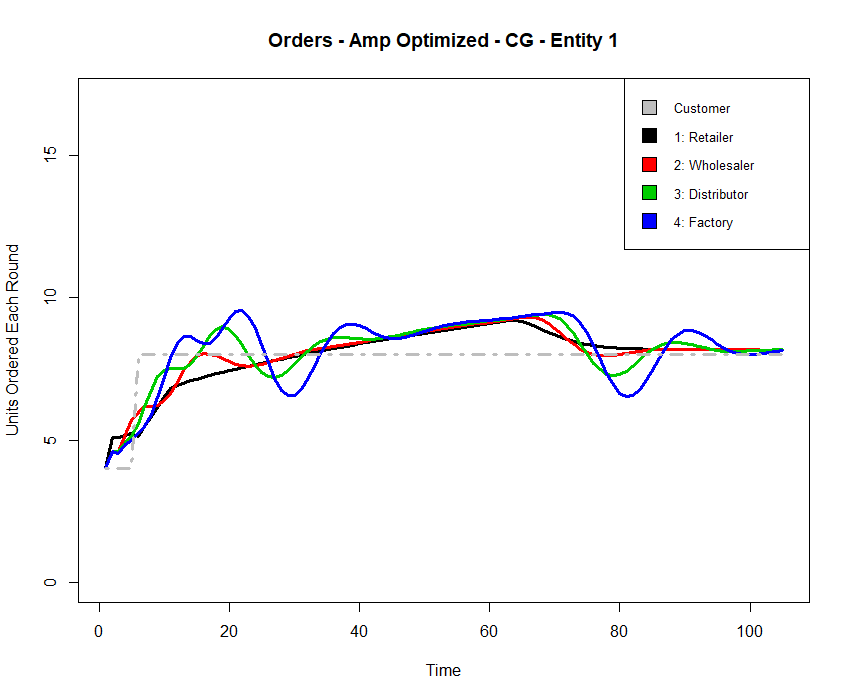 Orders - Amp Optimized - CG - Entity 1
Customer
1: Retailer
2: Wholesaler
3: Distributor
4: Factory
Units Ordered Each Round
15
10
5
0
0 20 40 60 80 100
Time